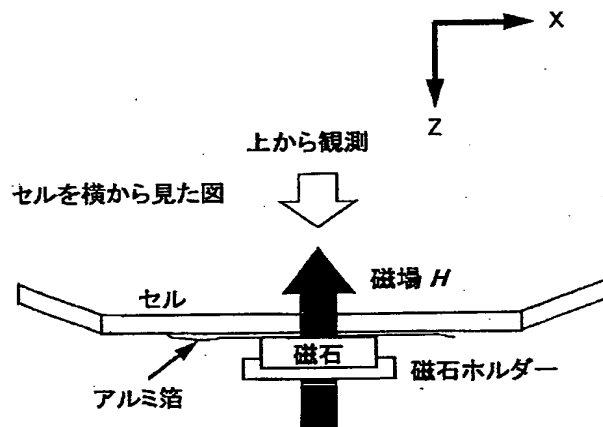 X
Z
上から観測
セルを横から見た図
磁場 H
セル
磁石
磁石ホルダー
アルミ箔